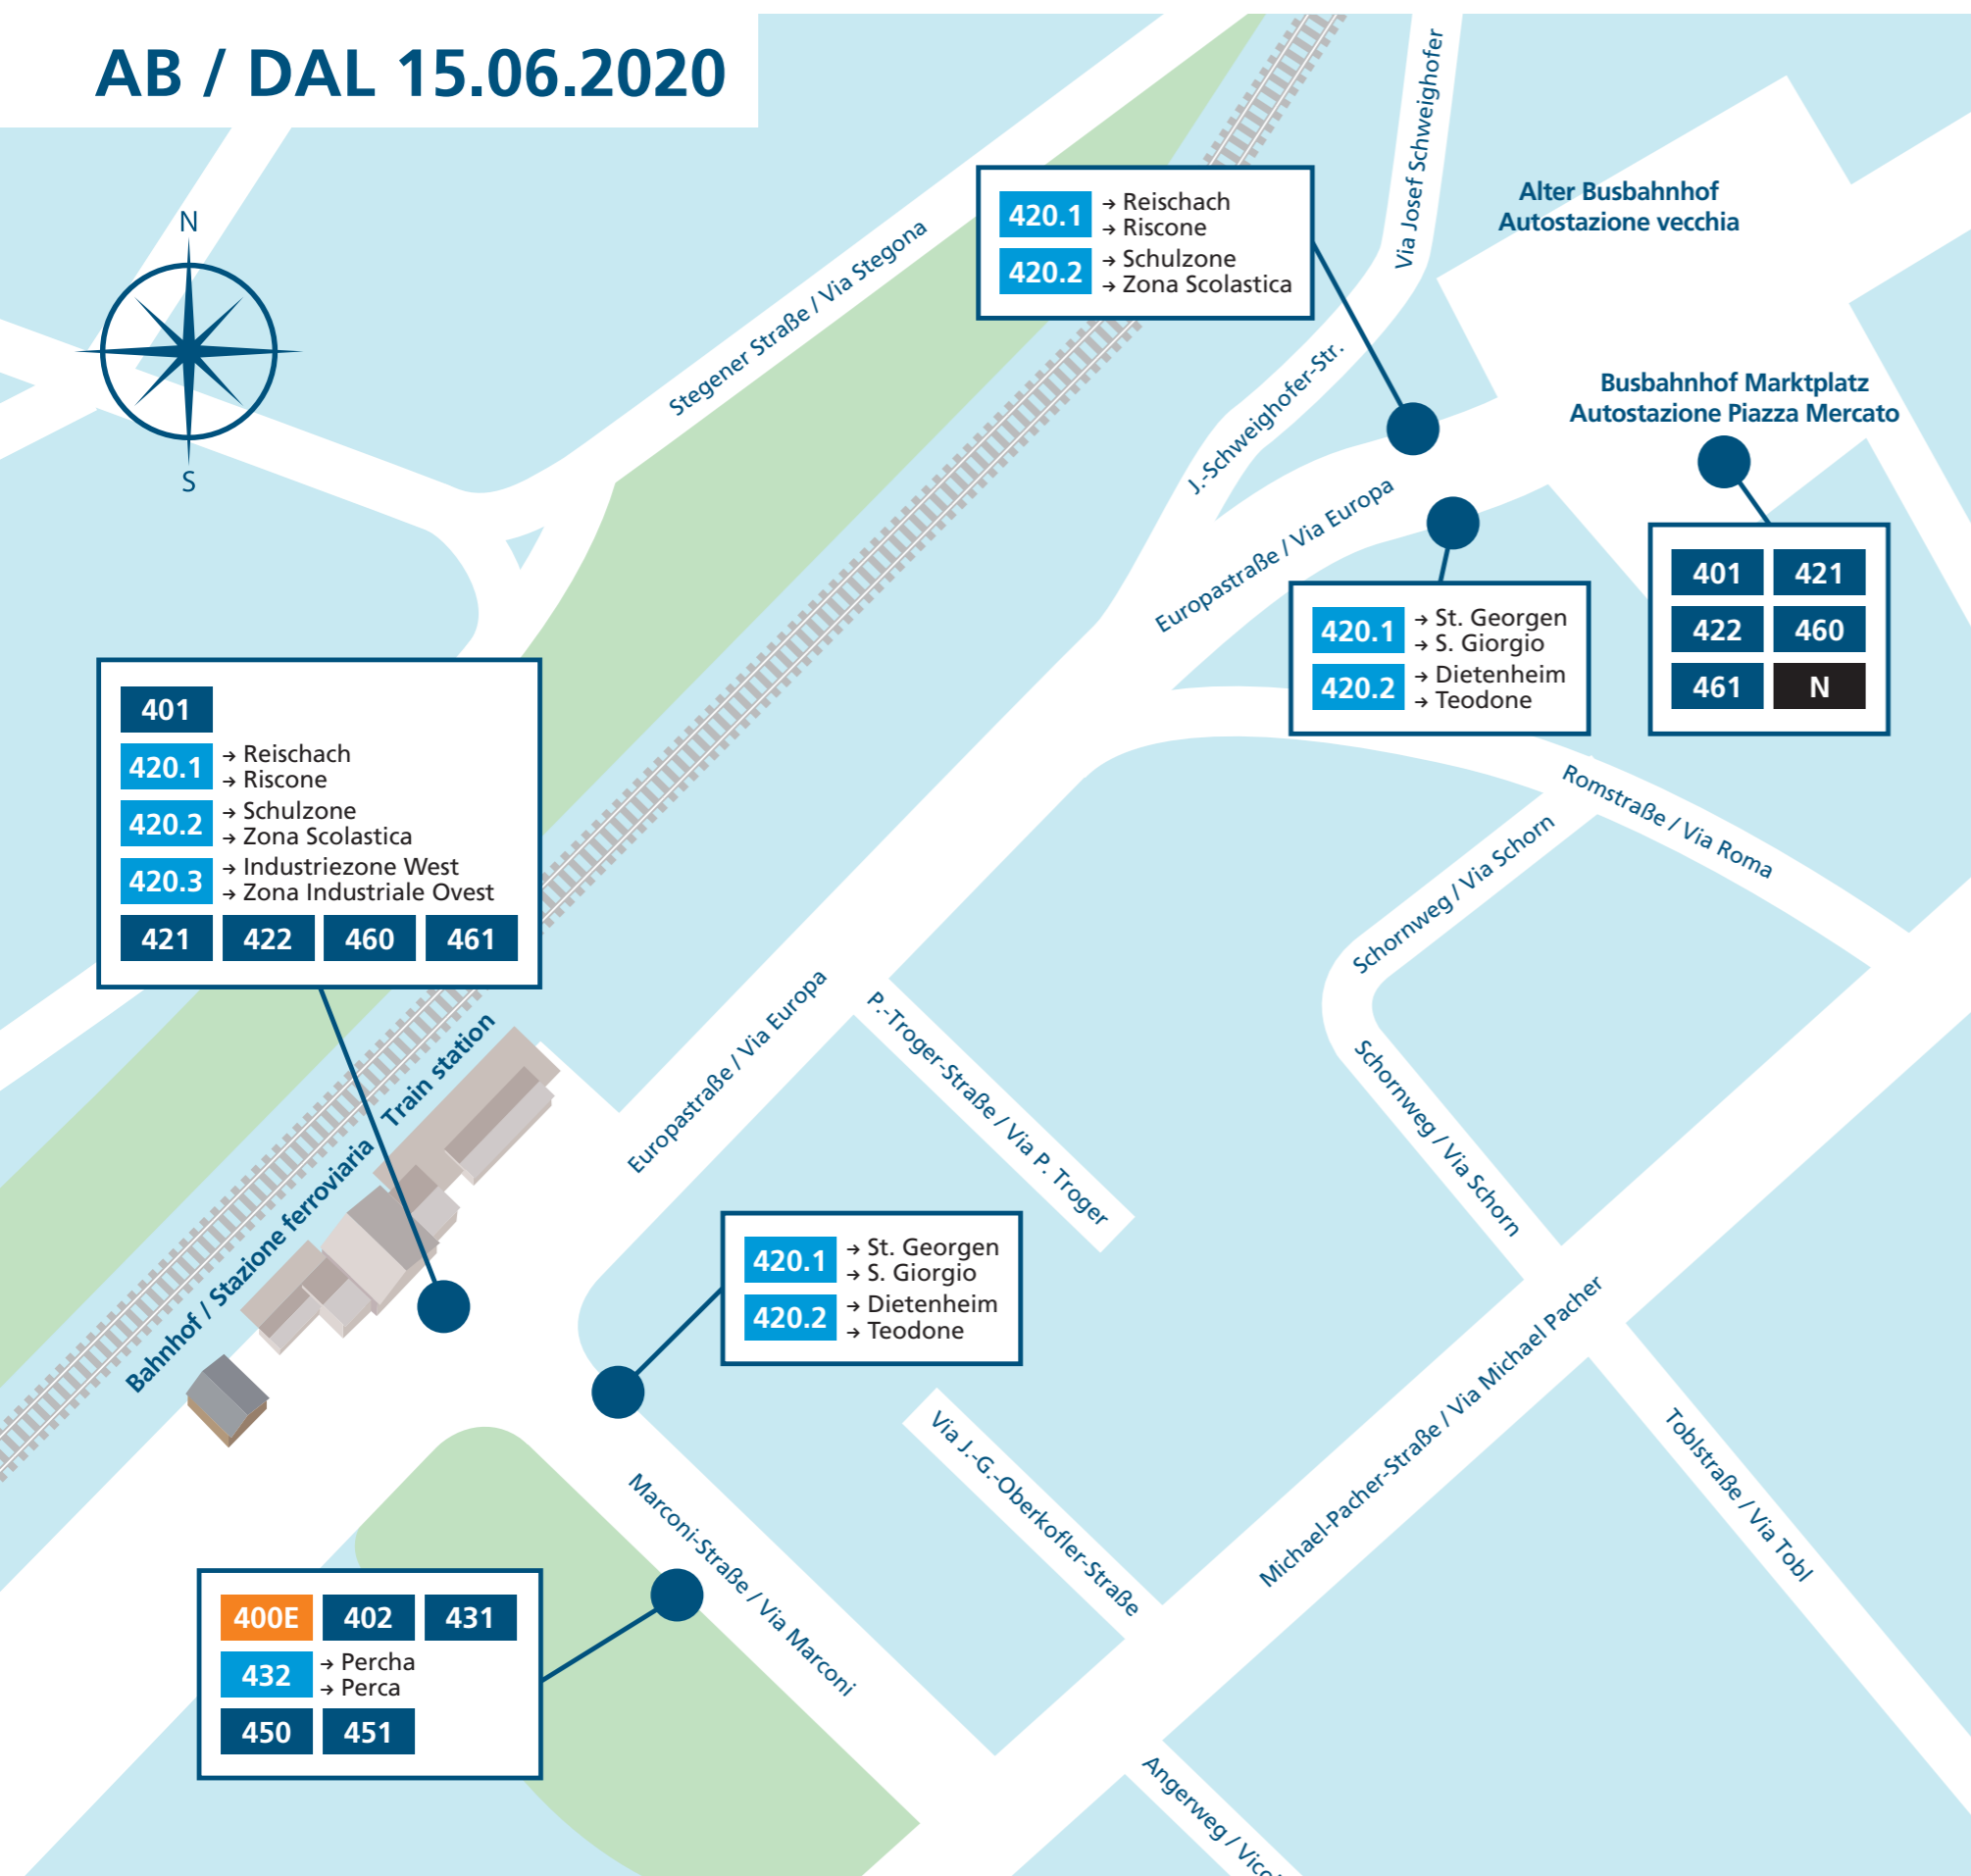 AB / DAL 15.06.2020
N
S
Stegener Straße / Via Stegona
420.1 → Reischach
→ Riscone
420.2 → Schulzone
→ Zona Scolastica
Via Josef Schweighofer
J.-Schweighofer-Str.
Alter Busbahnhof
Autostazione vecchia
Busbahnhof Marktplatz
Autostazione Piazza Mercato
401 421
422 460
461 N
Europastraße / Via Europa
420.1 → St. Georgen
→ S. Giorgio
420.2 → Dietenheim
→ Teodone
401
420.1 → Reischach
→ Riscone
420.2 → Schulzone
→ Zona Scolastica
420.3 → Industriezone West
→ Zona Industriale Ovest
421 422 460 461
Romstraße / Via Roma
Schornweg / Via Schorn
Schornweg / Via Schorn
Europastraße / Via Europa
P.-Troger-Straße / Via P. Troger
Bahnhof / Stazione ferroviaria Train station
420.1 → St. Georgen
→ S. Giorgio
420.2 → Dietenheim
→ Teodone
Michael-Pacher-Straße / Via Michael Pacher
Via J.-G.-Oberkofler-Straße
Toblstraße / Via Tobl
Marconi-Straße / Via Marconi
400E 402 431
432 → Percha
→ Perca
450 451
Angerweg /